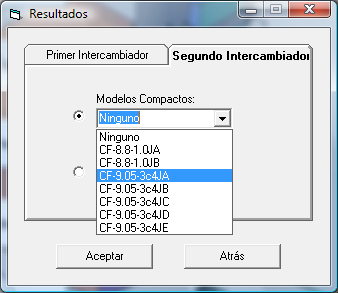 Resultados
Primer Intercambiador
Segundo Intercambiador
Modelos Compactos:
Ninguno
Ninguno
CF-8.8-1.0JA
CF-8.8-1.0JB
CF-9.05-3c4JA
CF-9.05-3c4JB
CF-9.05-3c4JC
CF-9.05-3c4JD
CF-9.05-3c4JE
Aceptar
Atrás